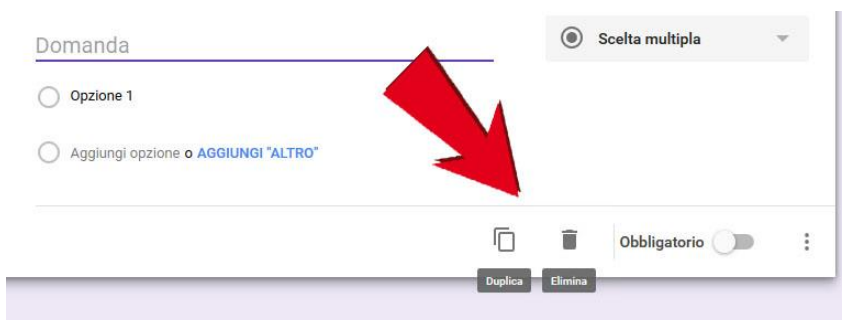 Domanda
Scelta multipla
Opzione 1
Aggiungi opzione o AGGIUNGI "ALTRO"
Obbligatorio
Duplica
Elimina